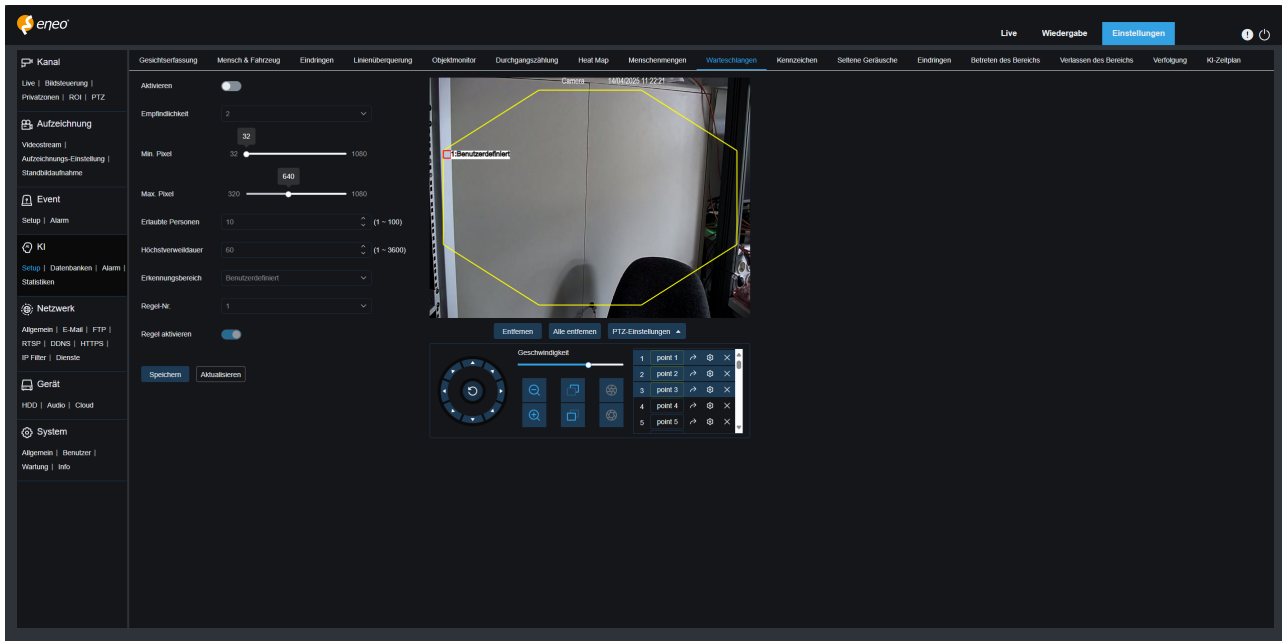 eneo
Live Wiedergabe Einstellungen
Kanal
Live | Bildsteuerung |
Privatzonen | ROI | PTZ
Aufzeichnung
Videostream |
Aufzeichnungs-Einstellung |
Standbildaufnahme
Event
Setup | Alarm
KI
Setup | Datenbanken | Alarm |
Statistiken
Netzwerk
Allgemein | E-Mail | FTP |
RTSP | DDNS | HTTPS |
IP Filter | Dienste
Gerät
HDD | Audio | Cloud
System
Allgemein | Benutzer |
Wartung | Info
Gesichtserfassung Mensch & Fahrzeug Eindringen Linienüberquerung Objektmonitor Durchgangszählung Heat Map Menschenmengen Warteschlangen Kennzeichen Seltene Geräusche Eindringen Betreten des Bereichs Verlassen des Bereichs Verfolgung KI-Zeitplan
Aktivieren
Empfindlichkeit 2
32
Min. Pixel 32 1080
640
Max. Pixel 320 1080
Erlaubte Personen 10 (1 ~ 100)
Höchstverweildauer 60 (1 ~ 3600)
Erkennungsbereich Benutzerdefiniert
Regel-Nr. 1
Regel aktivieren
Speichern Aktualisieren
Camera 14/04/2025 11:22:21
1:Benutzerdefiniert
Entfernen Alle entfernen PTZ-Einstellungen
Geschwindigkeit
1 point 1
2 point 2
3 point 3
4 point 4
5 point 5